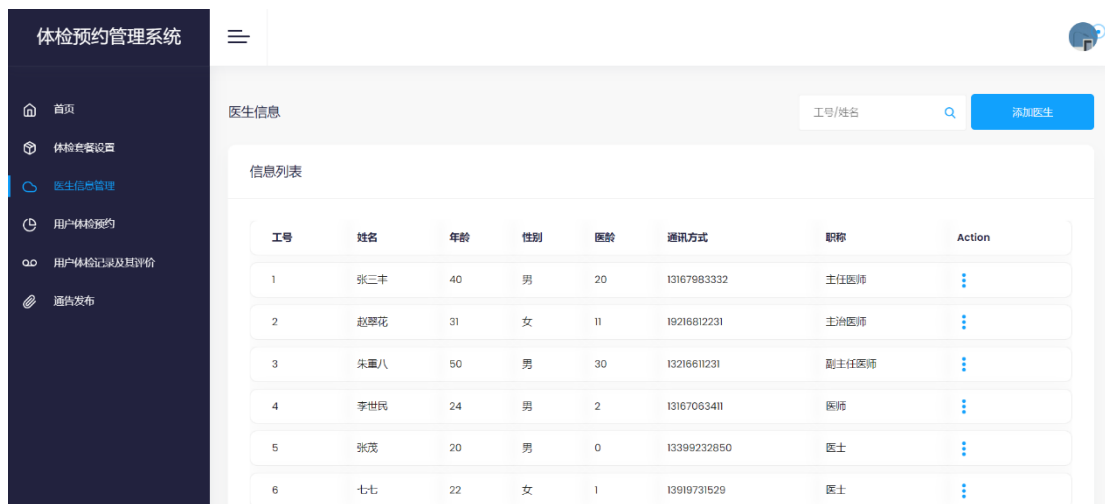 体检预约管理系统
首页
体检套餐设置
医生信息管理
用户体检预约
用户体检记录及其评价
通告发布
医生信息
工号/姓名
添加医生
信息列表
工号 姓名 年龄 性别 医龄 通讯方式 职称 Action
1 张三丰 40 男 20 13167983332 主任医师
2 赵翠花 31 女 11 19216812231 主治医师
3 朱重八 50 男 30 13216611231 副主任医师
4 李世民 24 男 2 13167063411 医师
5 张茂 20 男 0 13399232850 医士
6 七七 22 女 1 13919731529 医士